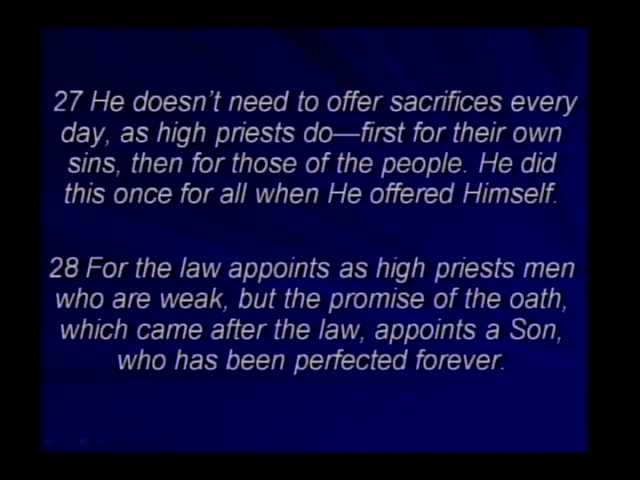 27 He doesn't need to offer sacrifices every
day, as high priests do—first for their own
sins, then for those of the people. He did
this once for all when He offered Himself.
28 For the law appoints as high priests men
who are weak, but the promise of the oath,
which came after the law, appoints a Son,
who has been perfected forever.